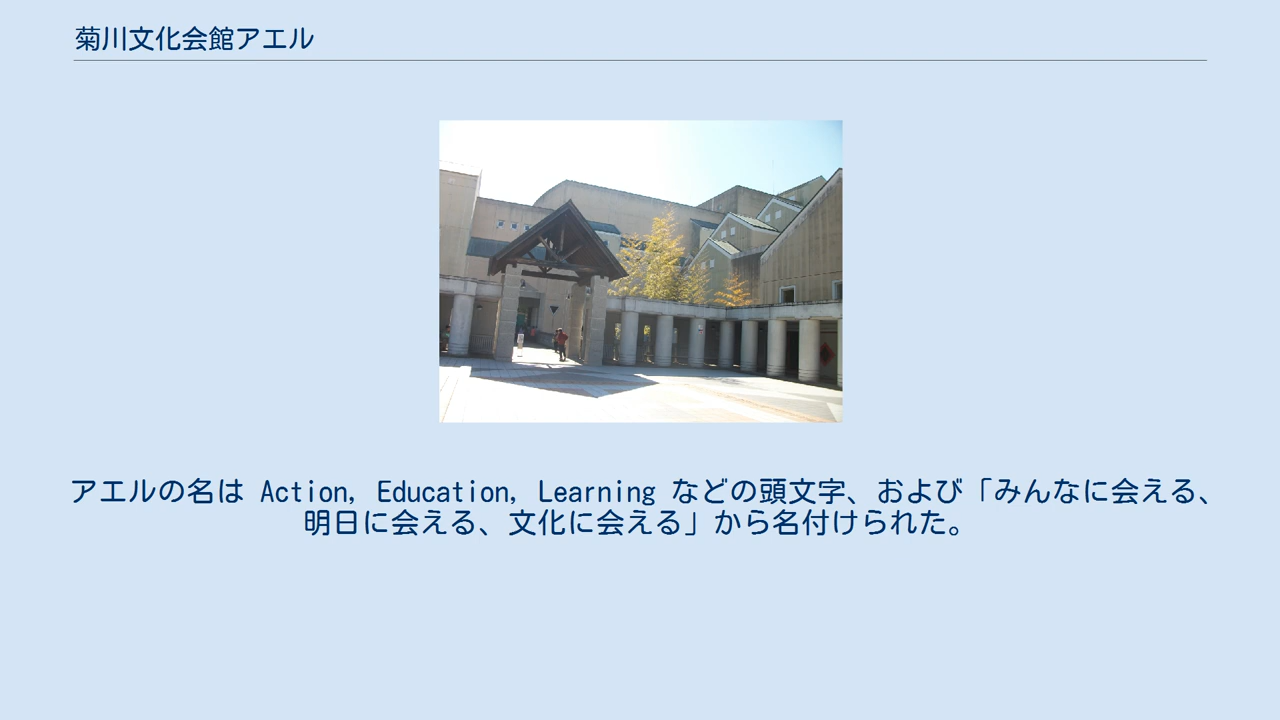 菊川文化会館アエル
アエルの名は Action, Education, Learning などの頭文字、および「みんなに会える、
明日に会える、文化に会える」から名付けられた。